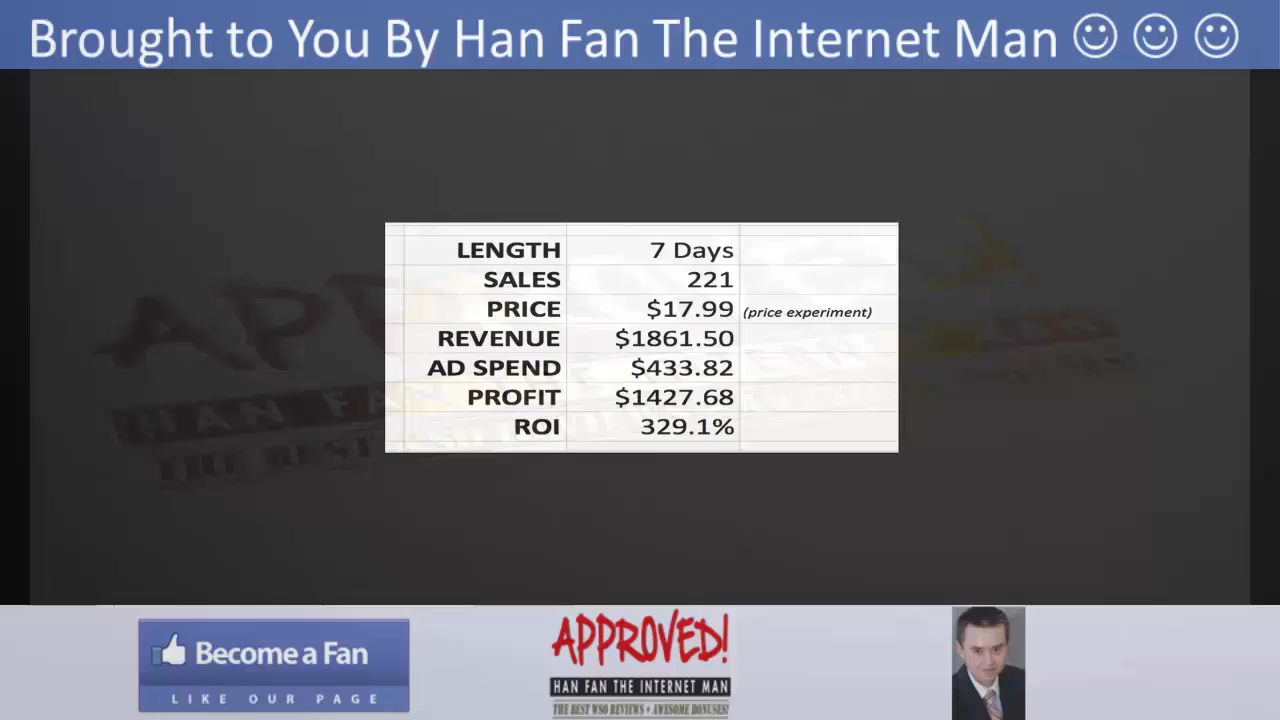 Brought to You By Han Fan The Internet Man ☺ ☺ ☺
LENGTH 7 Days
SALES 221
PRICE $17.99 (price experiment)
REVENUE $1861.50
AD SPEND $433.82
PROFIT $1427.68
ROI 329.1%
Become a Fan
LIKE OUR PAGE
APPROVED!
HAN FAN THE INTERNET MAN
THE BEST WSO REVIEWS + AWESOME BONUSES!